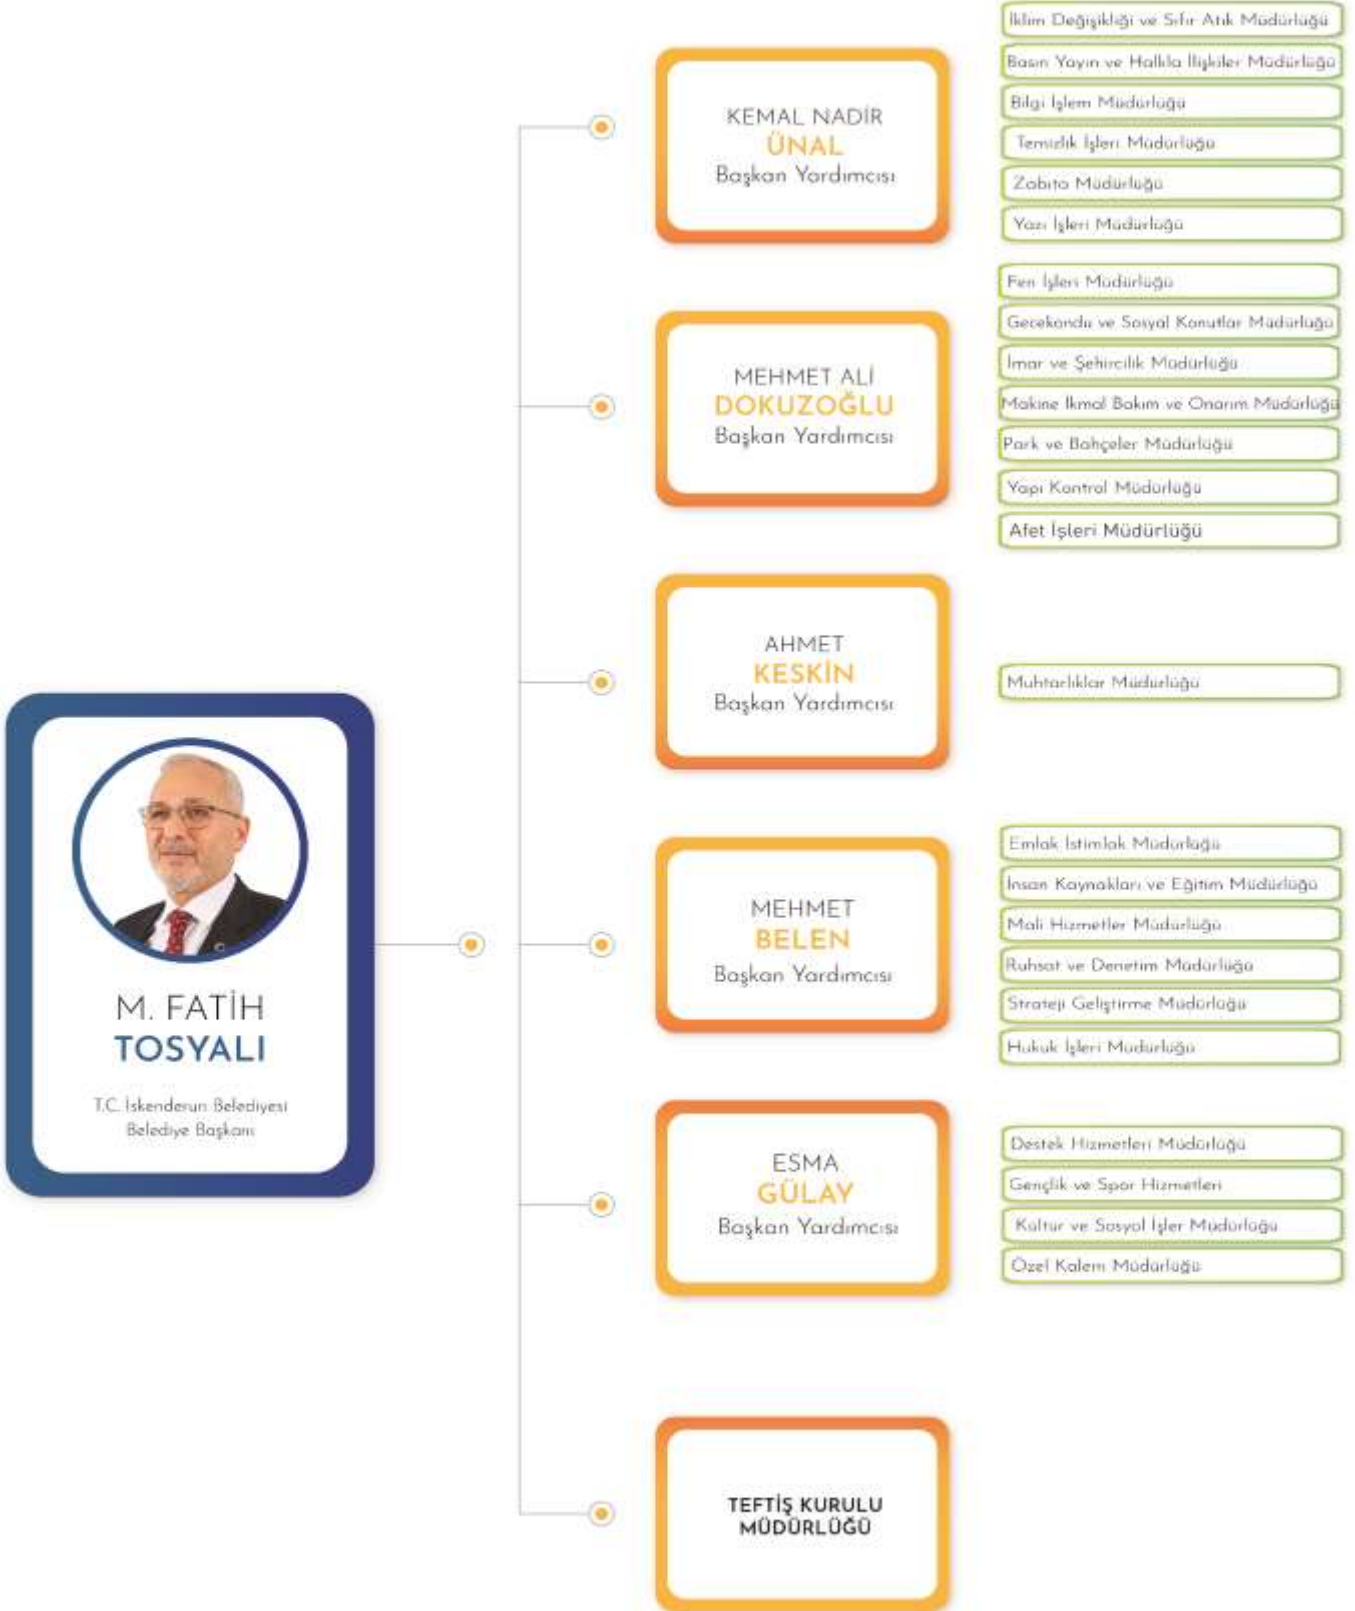 M. FATİH
TOSYALI
T.C. İskenderun Belediyesi
Belediye Başkanı
KEMAL NADİR
ÜNAL
Başkan Yardımcısı
İklim Değişikliği ve Sıfır Atık Müdürlüğü
Basın Yayın ve Halkla İlişkiler Müdürlüğü
Bilgi İşlem Müdürlüğü
Temizlik İşleri Müdürlüğü
Zabıta Müdürlüğü
Yazı İşleri Müdürlüğü
MEHMET ALİ
DOKUZOĞLU
Başkan Yardımcısı
Fen İşleri Müdürlüğü
Gecekondu ve Sosyal Konutlar Müdürlüğü
İmar ve Şehircilik Müdürlüğü
Makine İkmal Bakım ve Onarım Müdürlüğü
Park ve Bahçeler Müdürlüğü
Yapı Kontrol Müdürlüğü
Afet İşleri Müdürlüğü
AHMET
KESKİN
Başkan Yardımcısı
Muhtarlıklar Müdürlüğü
MEHMET
BELEN
Başkan Yardımcısı
Emlak İstimlak Müdürlüğü
İnsan Kaynakları ve Eğitim Müdürlüğü
Mali Hizmetler Müdürlüğü
Ruhsat ve Denetim Müdürlüğü
Strateji Geliştirme Müdürlüğü
Hukuk İşleri Müdürlüğü
ESMA
GÜLAY
Başkan Yardımcısı
Destek Hizmetleri Müdürlüğü
Gençlik ve Spor Hizmetleri
Kültür ve Sosyal İşler Müdürlüğü
Özel Kalem Müdürlüğü
TEFTİŞ KURULU
MÜDÜRLÜĞÜ